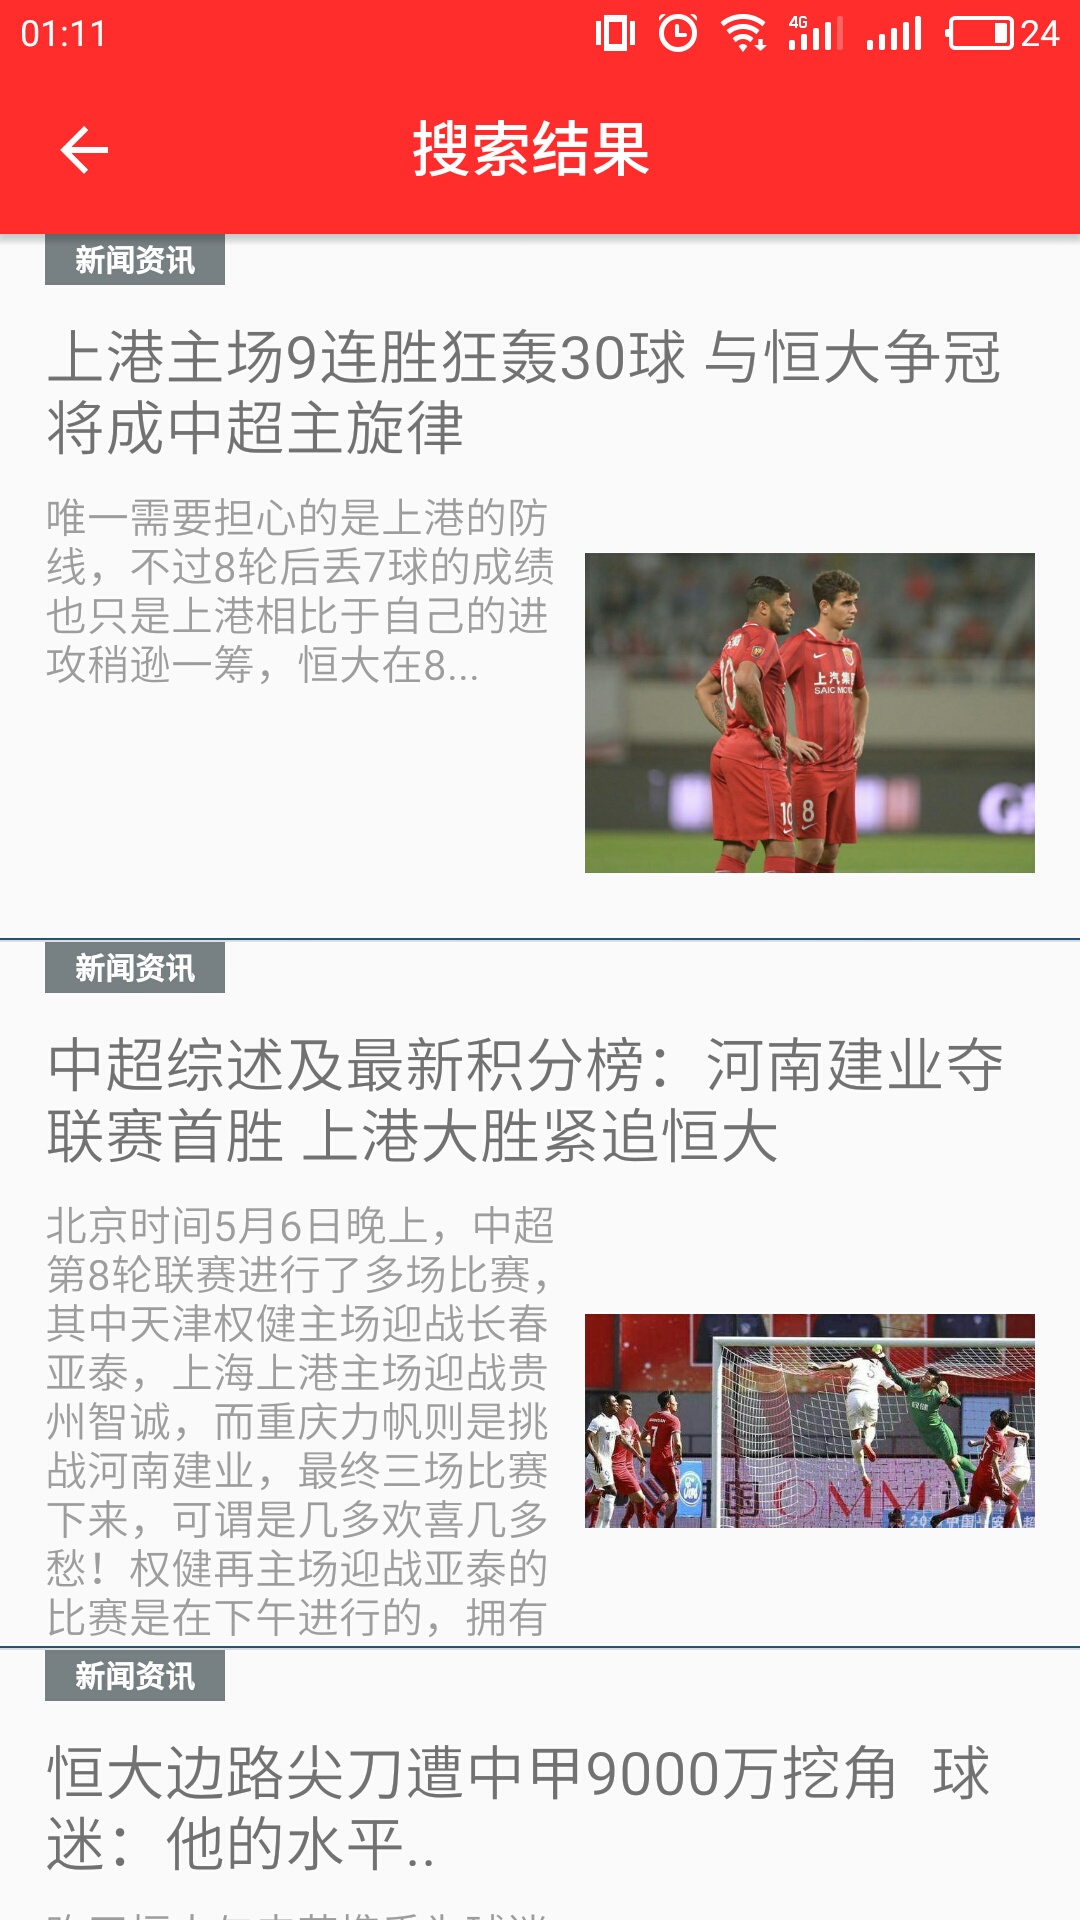 01:11
4G
24
搜索结果
新闻资讯
上港主场9连胜狂轰30球 与恒大争冠
将成中超主旋律
唯一需要担心的是上港的防
线，不过8轮后丢7球的成绩
也只是上港相比于自己的进
攻稍逊一筹，恒大在8...
上汽集团
SAIC MOTOR
10
10
8
新闻资讯
中超综述及最新积分榜：河南建业夺
联赛首胜 上港大胜紧追恒大
北京时间5月6日晚上，中超
第8轮联赛进行了多场比赛，
其中天津权健主场迎战长春
亚泰，上海上港主场迎战贵
州智诚，而重庆力帆则是挑
战河南建业，最终三场比赛
下来，可谓是几多欢喜几多
愁！权健再主场迎战亚泰的
比赛是在下午进行的，拥有
5
7
Ford
新闻资讯
恒大边路尖刀遭中甲9000万挖角  球
迷：他的水平..